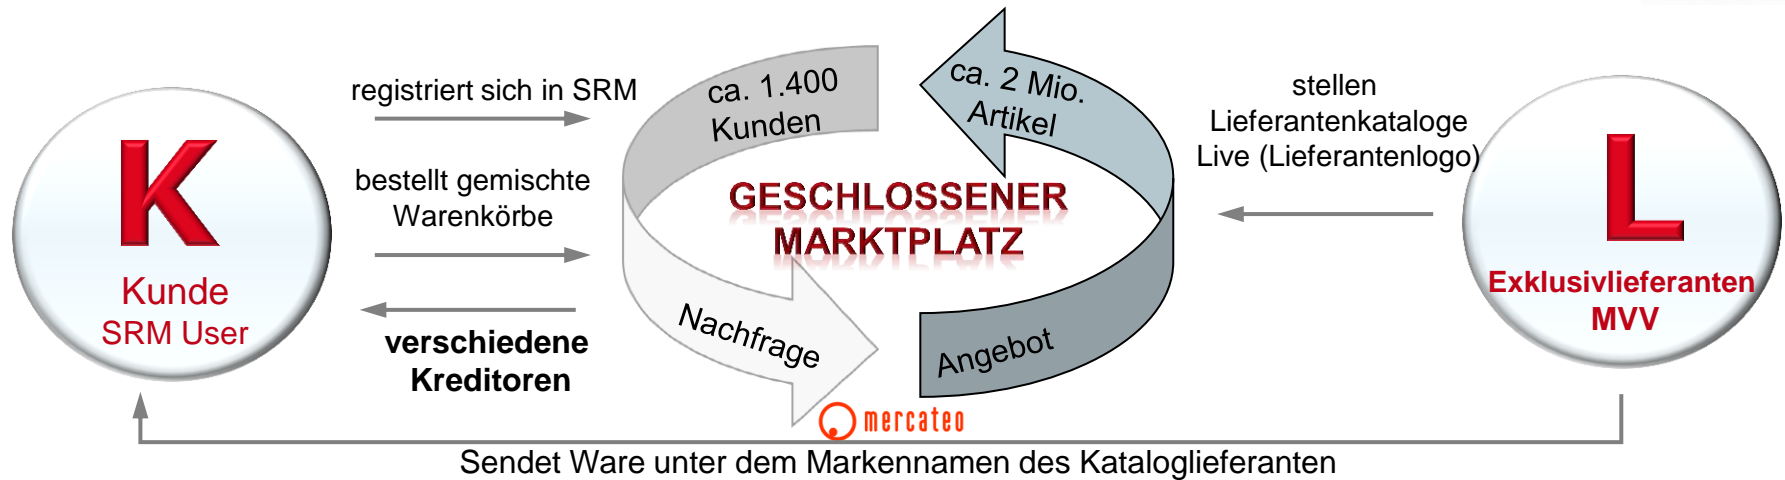 K
Kunde
SRM User
registriert sich in SRM
bestellt gemischte
Warenkörbe
verschiedene
Kreditoren
ca. 1.400
Kunden
ca. 2 Mio.
Artikel
GESCHLOSSENER
MARKTPLATZ
Nachfrage
Angebot
mercateo
stellen
Lieferantenkataloge
Live (Lieferantenlogo)
L
Exklusivlieferanten
MVV
Sendet Ware unter dem Markennamen des Kataloglieferanten